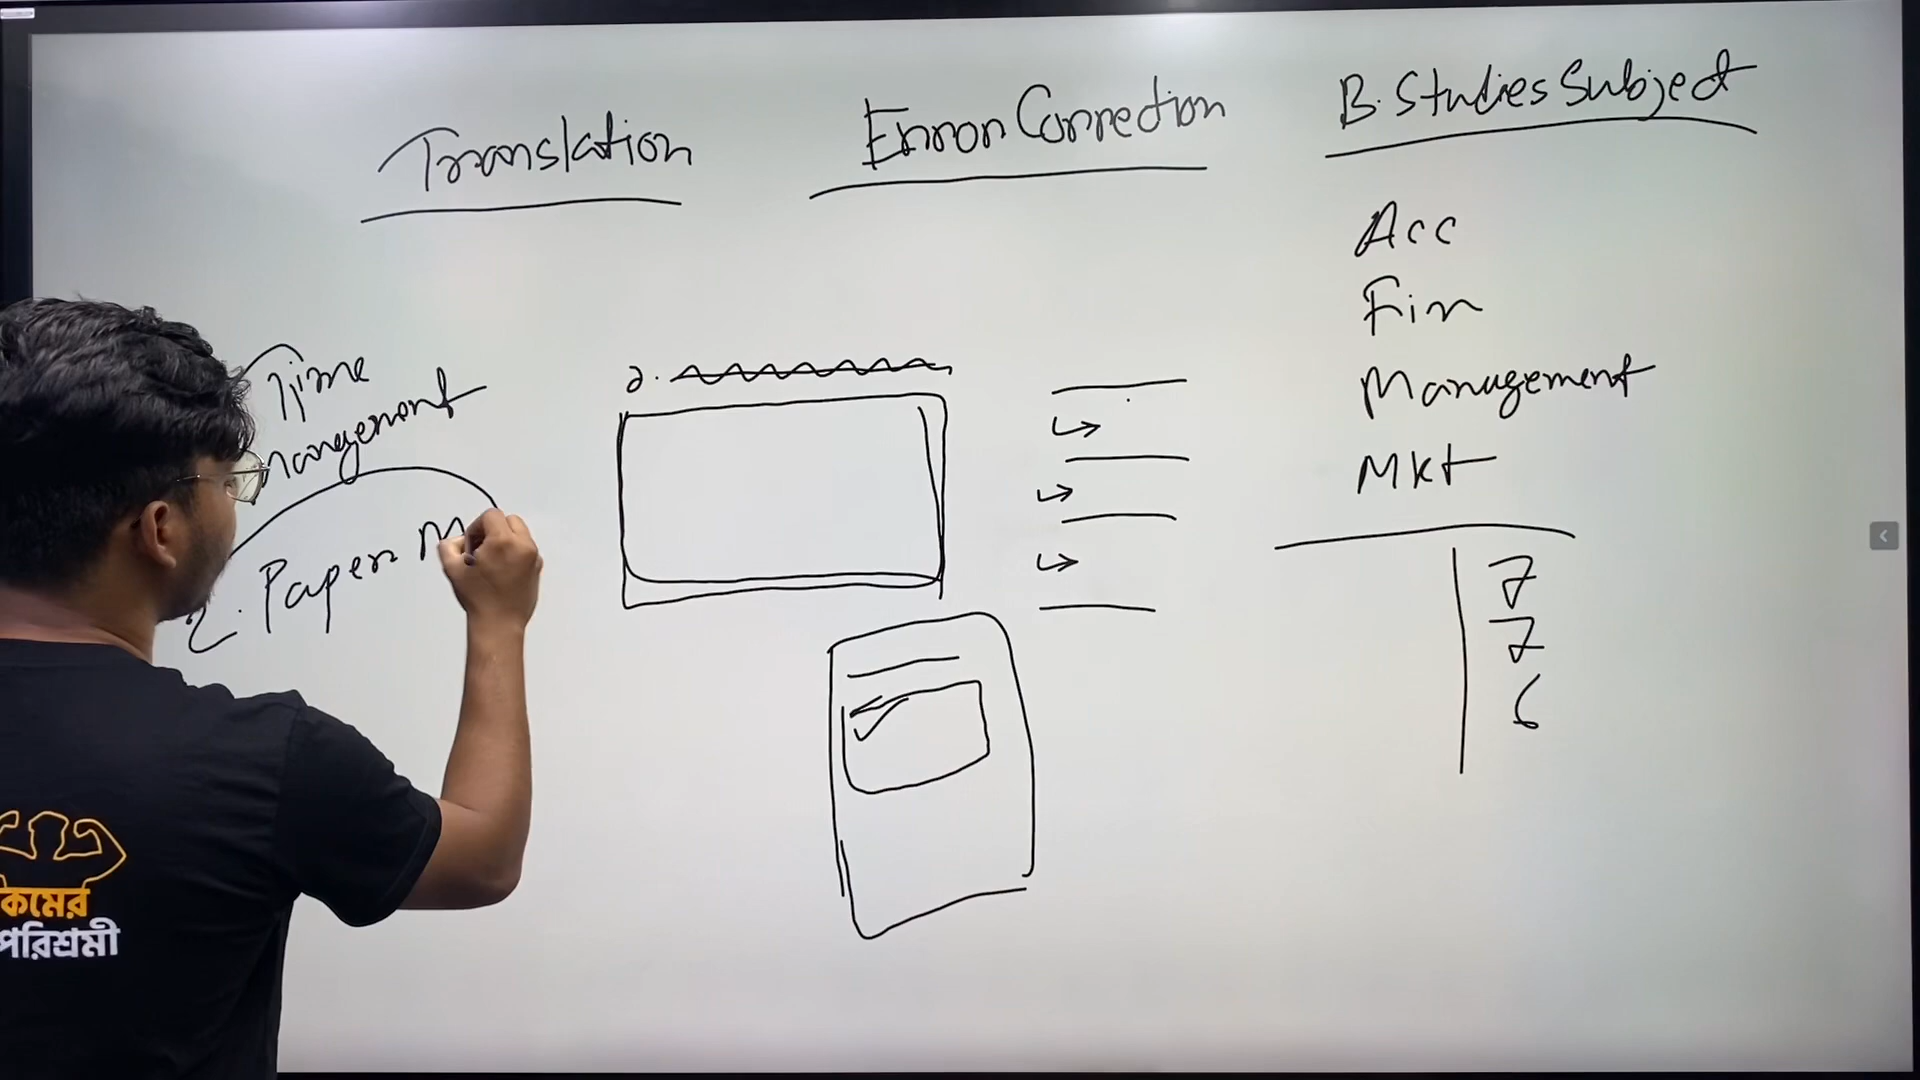 Translation
Error Correction
B. Studies Subject
Acc
Fin
Management
Mkt
Time
management
2. Paper M
7
7
6
কমের
পরিশ্রমী